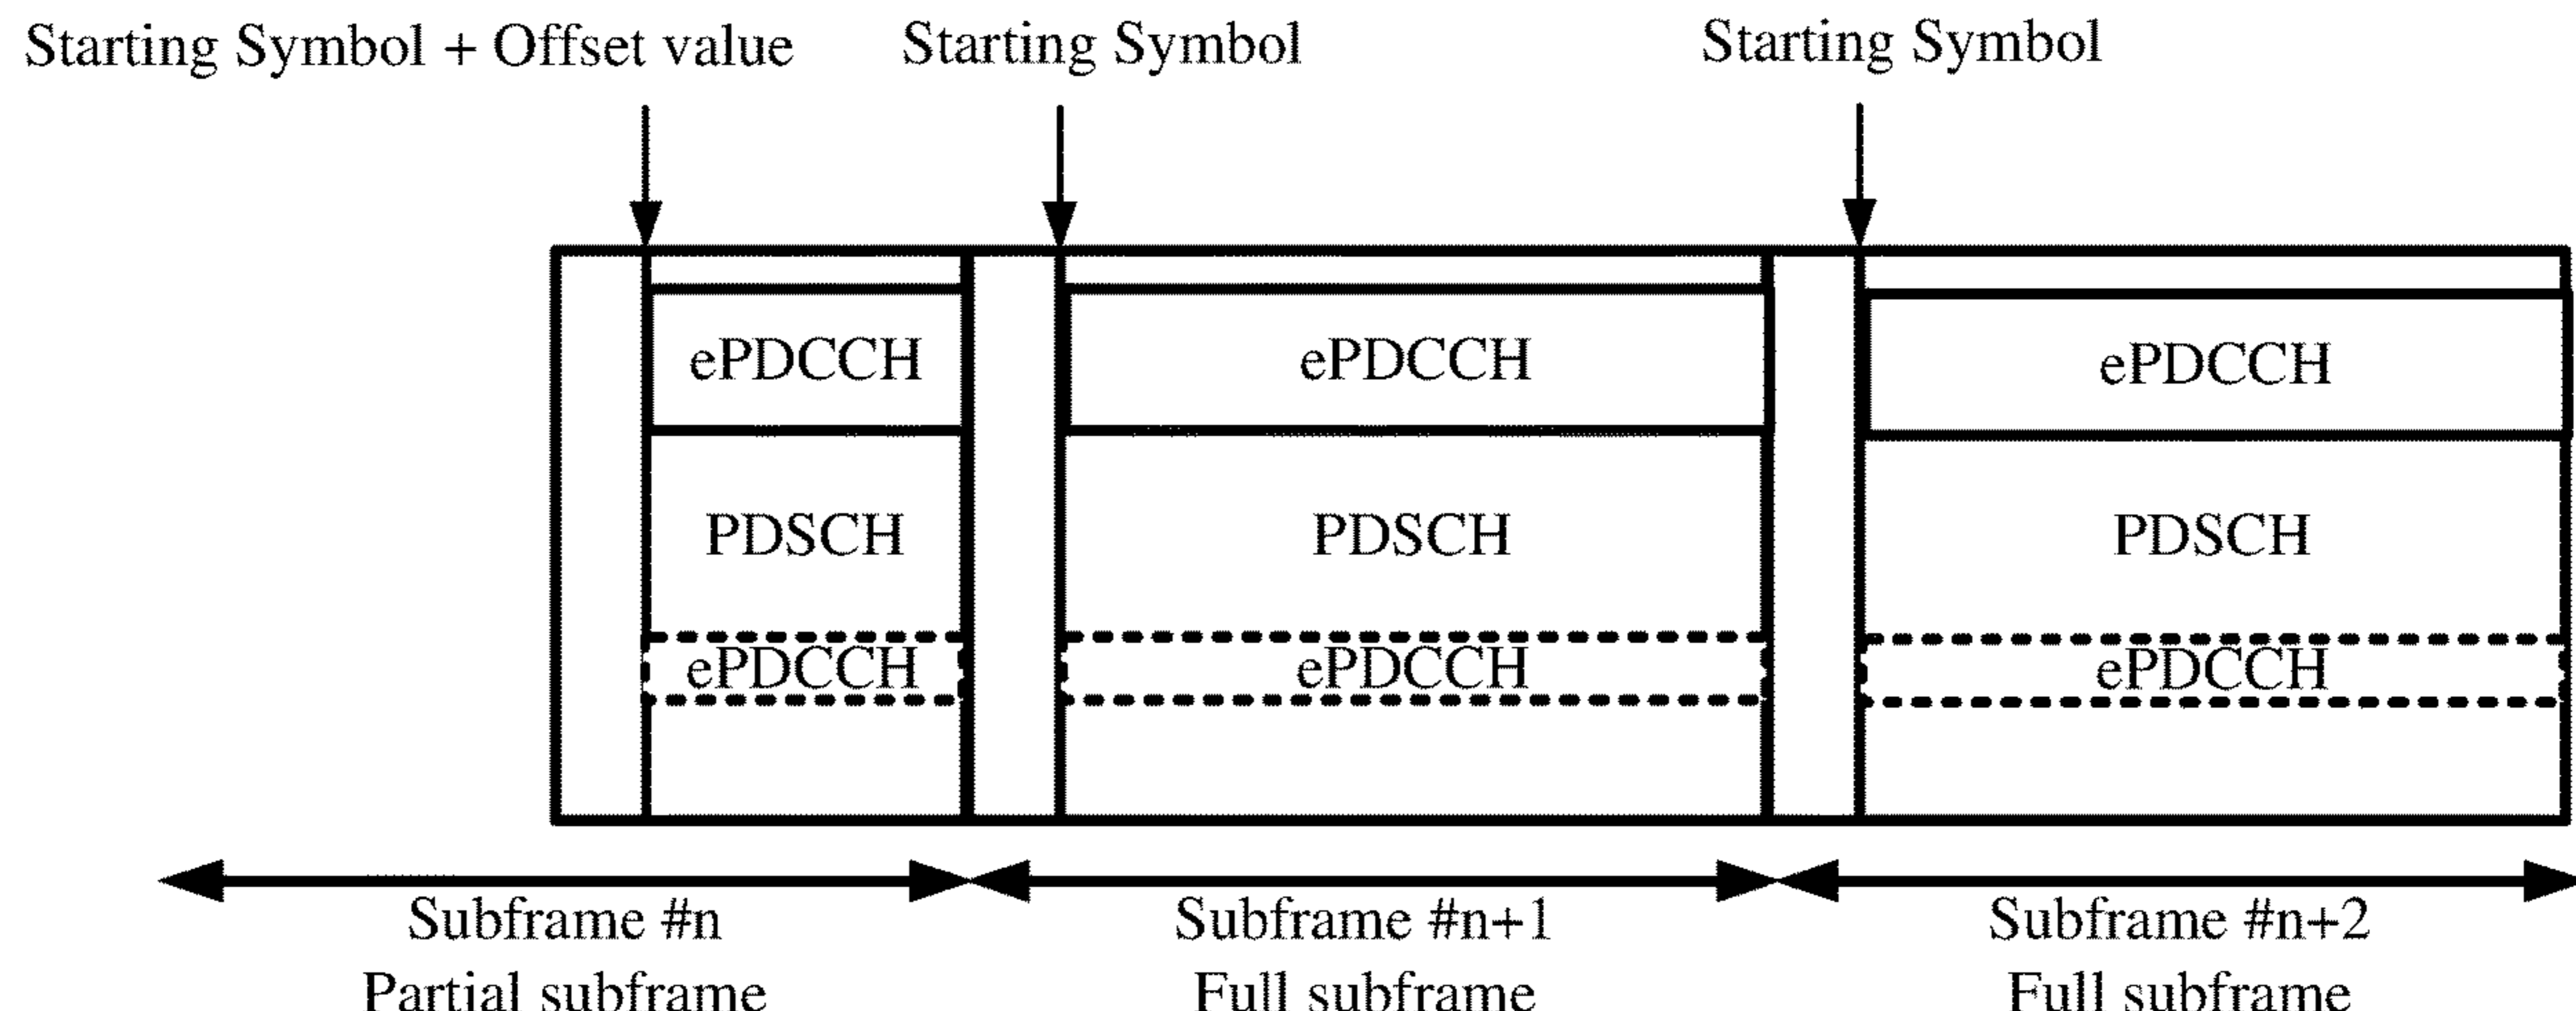 Starting Symbol + Offset value Starting Symbol Starting Symbol
ePDCCH ePDCCH ePDCCH
PDSCH PDSCH PDSCH
ePDCCH ePDCCH ePDCCH
Subframe #n Subframe #n+1 Subframe #n+2
Partial subframe Full subframe Full subframe